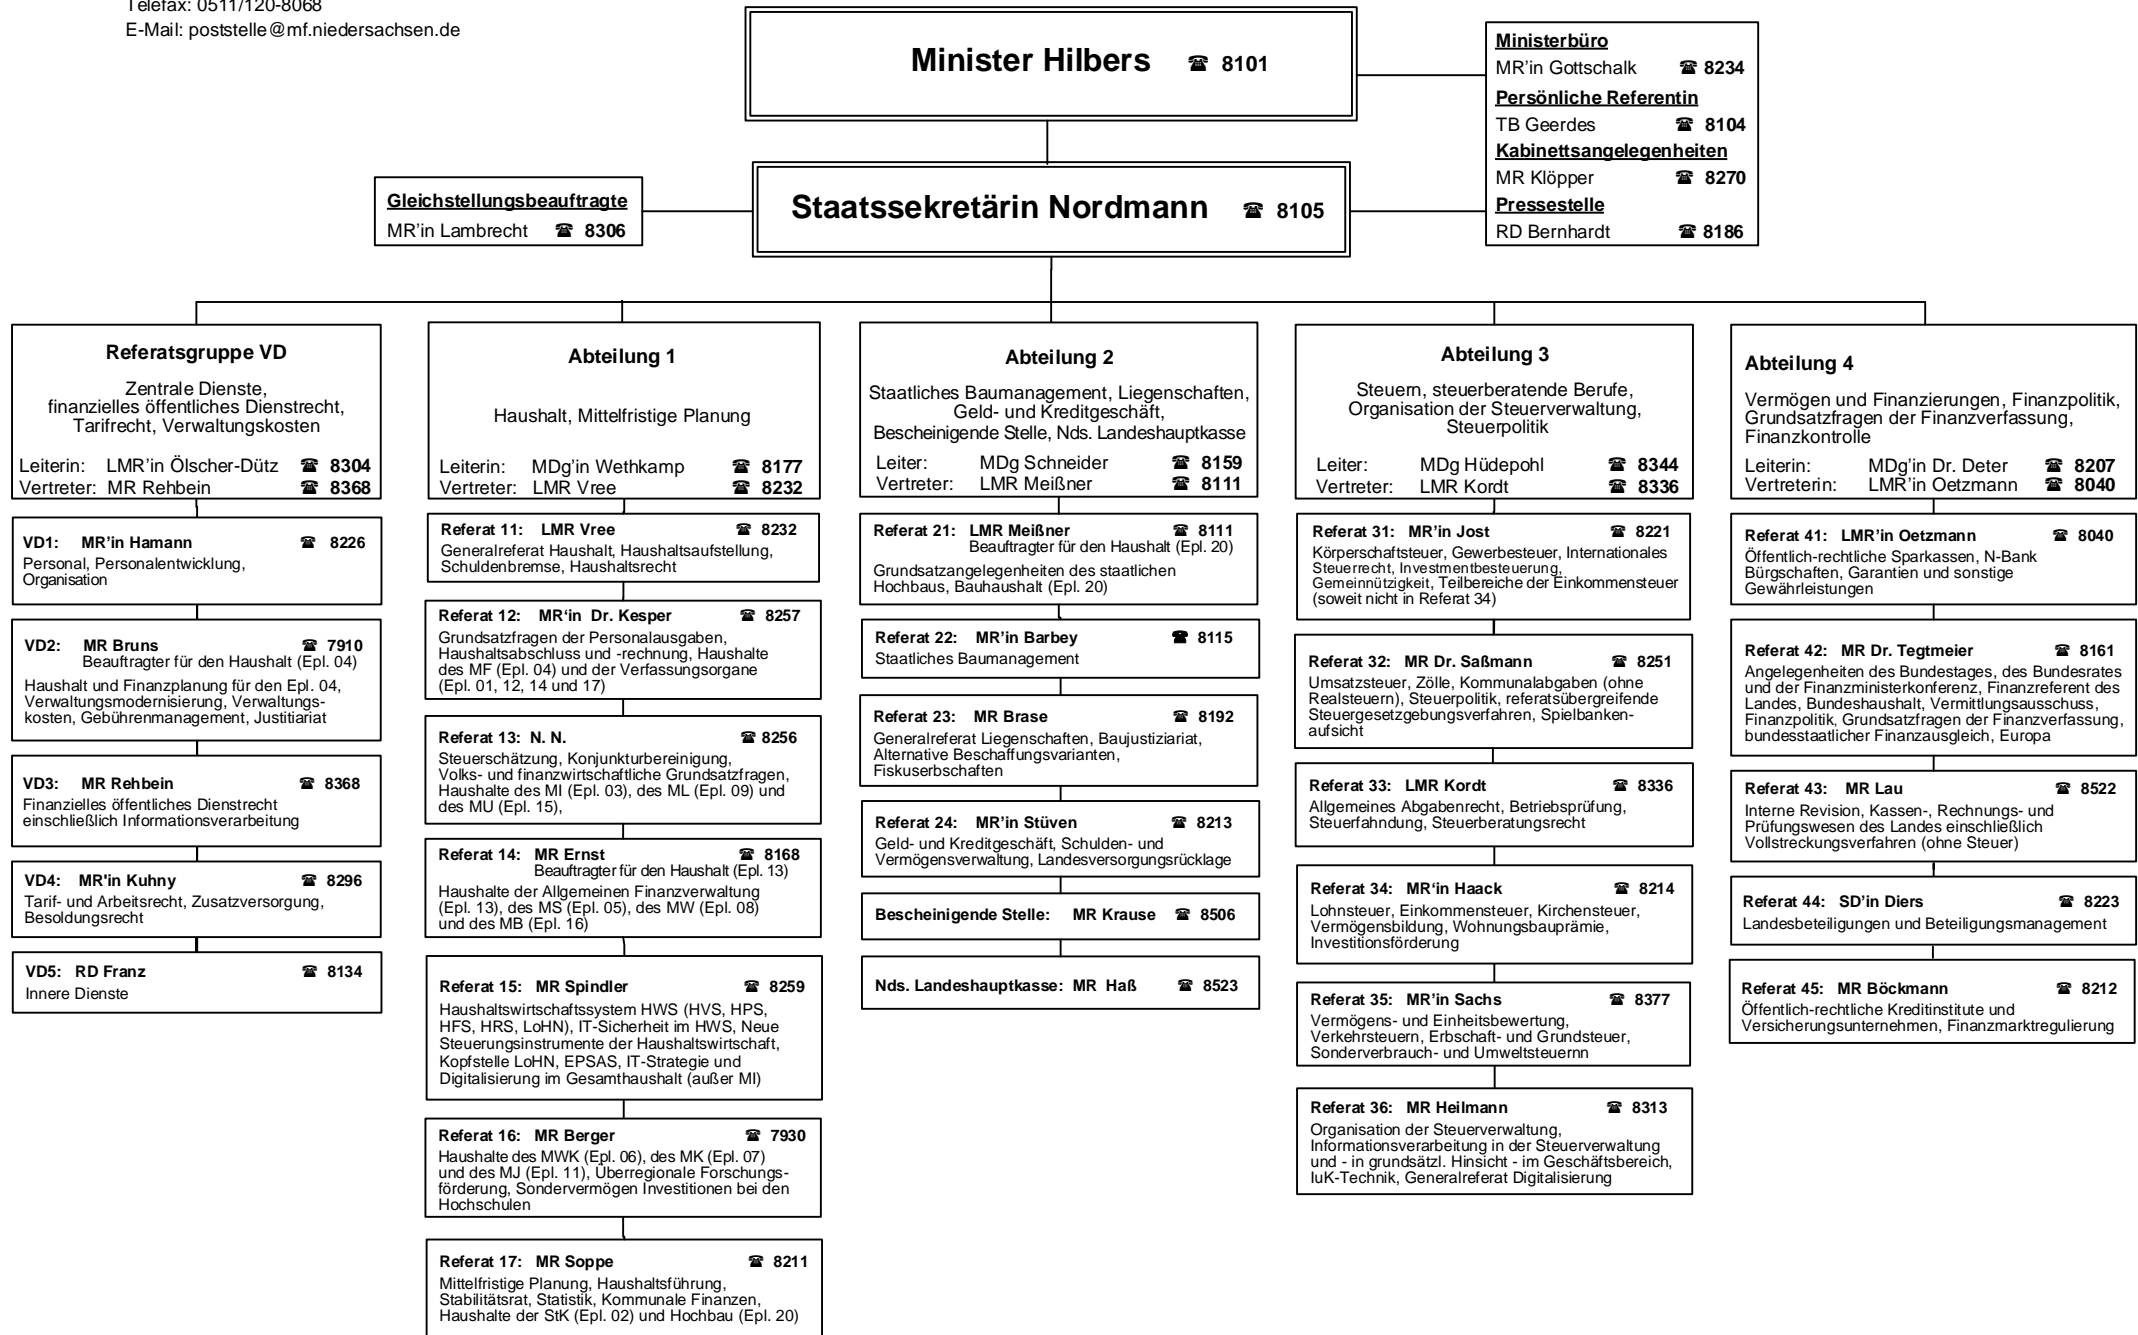 Telefax: 0511/120-8068
E-Mail: poststelle@mf.niedersachsen.de
Minister Hilbers ☎ 8101
Ministerbüro
MR'in Gottschalk ☎ 8234
Persönliche Referentin
TB Geerdes ☎ 8104
Kabinettsangelegenheiten
MR Klöpper ☎ 8270
Pressestelle
RD Bernhardt ☎ 8186
Gleichstellungsbeauftragte
MR'in Lambrecht ☎ 8306
Staatssekretärin Nordmann ☎ 8105
Referatsgruppe VD
Zentrale Dienste,
finanzielles öffentliches Dienstrecht,
Tarifrecht, Verwaltungskosten
Leiterin: LMR'in Ölscher-Dütz ☎ 8304
Vertreter: MR Rehbein ☎ 8368
VD1: MR'in Hamann ☎ 8226
Personal, Personalentwicklung,
Organisation
VD2: MR Bruns ☎ 7910
Beauftragter für den Haushalt (Epl. 04)
Haushalt und Finanzplanung für den Epl. 04,
Verwaltungsmodernisierung, Verwaltungs-
kosten, Gebührenmanagement, Justitiariat
VD3: MR Rehbein ☎ 8368
Finanzielles öffentliches Dienstrecht
einschließlich Informationsverarbeitung
VD4: MR'in Kuhny ☎ 8296
Tarif- und Arbeitsrecht, Zusatzversorgung,
Besoldungsrecht
VD5: RD Franz ☎ 8134
Innere Dienste
Abteilung 1
Haushalt, Mittelfristige Planung
Leiterin: MDg'in Wethkamp ☎ 8177
Vertreter: LMR Vree ☎ 8232
Referat 11: LMR Vree ☎ 8232
Generalreferat Haushalt, Haushaltsaufstellung,
Schuldenbremse, Haushaltsrecht
Referat 12: MR‘in Dr. Kesper ☎ 8257
Grundsatzfragen der Personalausgaben,
Haushaltsabschluss und -rechnung, Haushalte
des MF (Epl. 04) und der Verfassungsorgane
(Epl. 01, 12, 14 und 17)
Referat 13: N. N. ☎ 8256
Steuerschätzung, Konjunkturbereinigung,
Volks- und finanzwirtschaftliche Grundsatzfragen,
Haushalte des MI (Epl. 03), des ML (Epl. 09) und
des MU (Epl. 15),
Referat 14: MR Ernst ☎ 8168
Beauftragter für den Haushalt (Epl. 13)
Haushalte der Allgemeinen Finanzverwaltung
(Epl. 13), des MS (Epl. 05), des MW (Epl. 08)
und des MB (Epl. 16)
Referat 15: MR Spindler ☎ 8259
Haushaltswirtschaftssystem HWS (HVS, HPS,
HFS, HRS, LoHN), IT-Sicherheit im HWS, Neue
Steuerungsinstrumente der Haushaltswirtschaft,
Kopfstelle LoHN, EPSAS, IT-Strategie und
Digitalisierung im Gesamthaushalt (außer MI)
Referat 16: MR Berger ☎ 7930
Haushalte des MWK (Epl. 06), des MK (Epl. 07)
und des MJ (Epl. 11), Überregionale Forschungs-
förderung, Sondervermögen Investitionen bei den
Hochschulen
Referat 17: MR Soppe ☎ 8211
Mittelfristige Planung, Haushaltsführung,
Stabilitätsrat, Statistik, Kommunale Finanzen,
Haushalte der StK (Epl. 02) und Hochbau (Epl. 20)
Abteilung 2
Staatliches Baumanagement, Liegenschaften,
Geld- und Kreditgeschäft,
Bescheinigende Stelle, Nds. Landeshauptkasse
Leiter: MDg Schneider ☎ 8159
Vertreter: LMR Meißner ☎ 8111
Referat 21: LMR Meißner ☎ 8111
Beauftragter für den Haushalt (Epl. 20)
Grundsatzangelegenheiten des staatlichen
Hochbaus, Bauhaushalt (Epl. 20)
Referat 22: MR’in Barbey ☎ 8115
Staatliches Baumanagement
Referat 23: MR Brase ☎ 8192
Generalreferat Liegenschaften, Baujustiziariat,
Alternative Beschaffungsvarianten,
Fiskuserbschaften
Referat 24: MR’in Stüven ☎ 8213
Geld- und Kreditgeschäft, Schulden- und
Vermögensverwaltung, Landesversorgungsrücklage
Bescheinigende Stelle: MR Krause ☎ 8506
Nds. Landeshauptkasse: MR Haß ☎ 8523
Abteilung 3
Steuern, steuerberatende Berufe,
Organisation der Steuerverwaltung,
Steuerpolitik
Leiter: MDg Hüdepohl ☎ 8344
Vertreter: LMR Kordt ☎ 8336
Referat 31: MR’in Jost ☎ 8221
Körperschaftsteuer, Gewerbesteuer, Internationales
Steuerrecht, Investmentbesteuerung,
Gemeinnützigkeit, Teilbereiche der Einkommensteuer
(soweit nicht in Referat 34)
Referat 32: MR Dr. Saßmann ☎ 8251
Umsatzsteuer, Zölle, Kommunalabgaben (ohne
Realsteuern), Steuerpolitik, referatsübergreifende
Steuergesetzgebungsverfahren, Spielbanken-
aufsicht
Referat 33: LMR Kordt ☎ 8336
Allgemeines Abgabenrecht, Betriebsprüfung,
Steuerfahndung, Steuerberatungsrecht
Referat 34: MR’in Haack ☎ 8214
Lohnsteuer, Einkommensteuer, Kirchensteuer,
Vermögensbildung, Wohnungsbauprämie,
Investitionsförderung
Referat 35: MR’in Sachs ☎ 8377
Vermögens- und Einheitsbewertung,
Verkehrsteuern, Erbschaft- und Grundsteuer,
Sonderverbrauch- und Umweltsteuernn
Referat 36: MR Heilmann ☎ 8313
Organisation der Steuerverwaltung,
Informationsverarbeitung in der Steuerverwaltung
und - in grundsätzl. Hinsicht - im Geschäftsbereich,
IuK-Technik, Generalreferat Digitalisierung
Abteilung 4
Vermögen und Finanzierungen, Finanzpolitik,
Grundsatzfragen der Finanzverfassung,
Finanzkontrolle
Leiterin: MDg’in Dr. Deter ☎ 8207
Vertreterin: LMR’in Oetzmann ☎ 8040
Referat 41: LMR’in Oetzmann ☎ 8040
Öffentlich-rechtliche Sparkassen, N-Bank
Bürgschaften, Garantien und sonstige
Gewährleistungen
Referat 42: MR Dr. Tegtmeier ☎ 8161
Angelegenheiten des Bundestages, des Bundesrates
und der Finanzministerkonferenz, Finanzreferent des
Landes, Bundeshaushalt, Vermittlungsausschuss,
Finanzpolitik, Grundsatzfragen der Finanzverfassung,
bundesstaatlicher Finanzausgleich, Europa
Referat 43: MR Lau ☎ 8522
Interne Revision, Kassen-, Rechnungs- und
Prüfungswesen des Landes einschließlich
Vollstreckungsverfahren (ohne Steuer)
Referat 44: SD’in Diers ☎ 8223
Landesbeteiligungen und Beteiligungsmanagement
Referat 45: MR Böckmann ☎ 8212
Öffentlich-rechtliche Kreditinstitute und
Versicherungsunternehmen, Finanzmarktregulierung